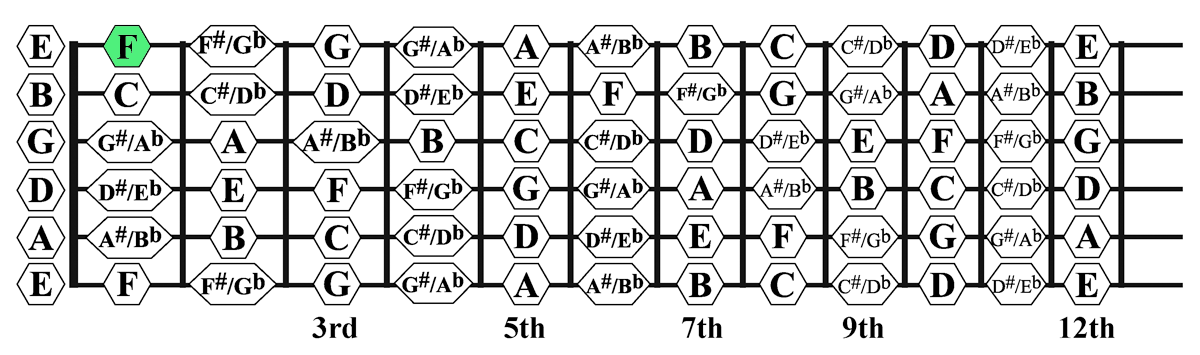 E F F#/Gb G G#/Ab A A#/Bb B C C#/Db D D#/Eb E
B C C#/Db D D#/Eb E F F#/Gb G G#/Ab A A#/Bb B
G G#/Ab A A#/Bb B C C#/Db D D#/Eb E F F#/Gb G
D D#/Eb E F F#/Gb G G#/Ab A A#/Bb B C C#/Db D
A A#/Bb B C C#/Db D D#/Eb E F F#/Gb G G#/Ab A
E F F#/Gb G G#/Ab A A#/Bb B C C#/Db D D#/Eb E
3rd 5th 7th 9th 12th